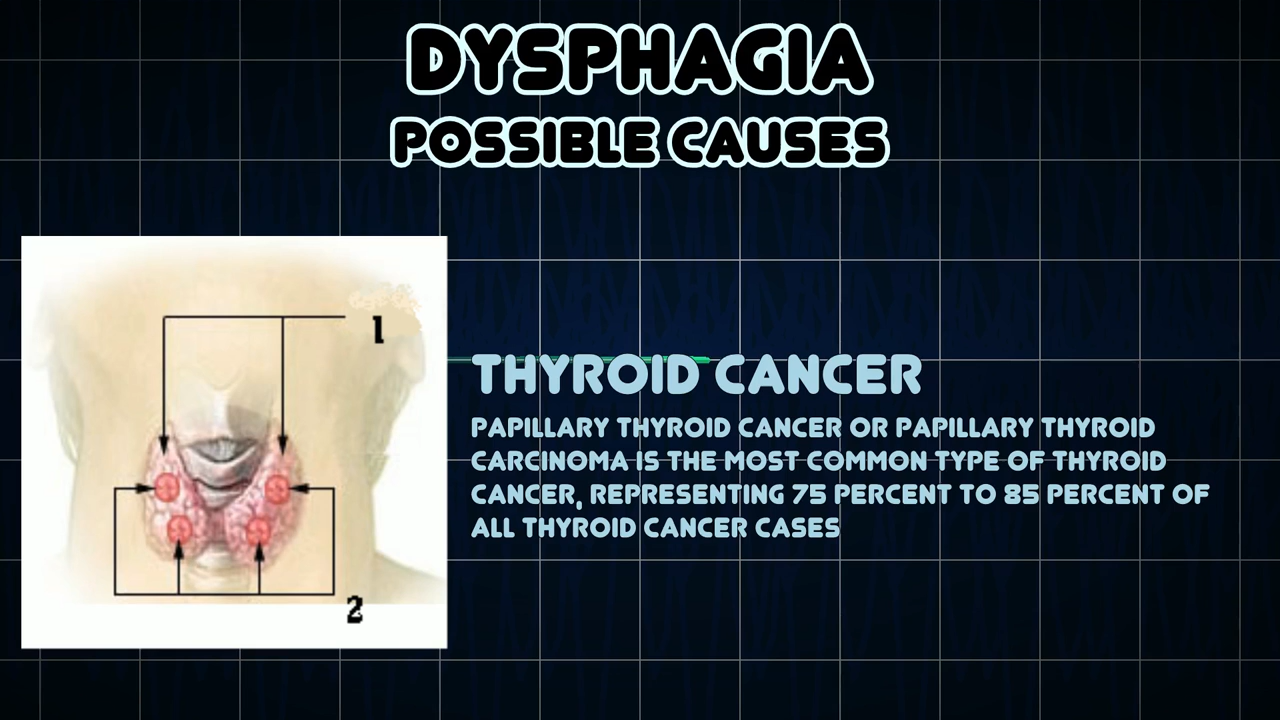 DYSPHAGIA
POSSIBLE CAUSES
1
THYROID CANCER
PAPILLARY THYROID CANCER OR PAPILLARY THYROID
CARCINOMA IS THE MOST COMMON TYPE OF THYROID
CANCER, REPRESENTING 75 PERCENT TO 85 PERCENT OF
ALL THYROID CANCER CASES
2